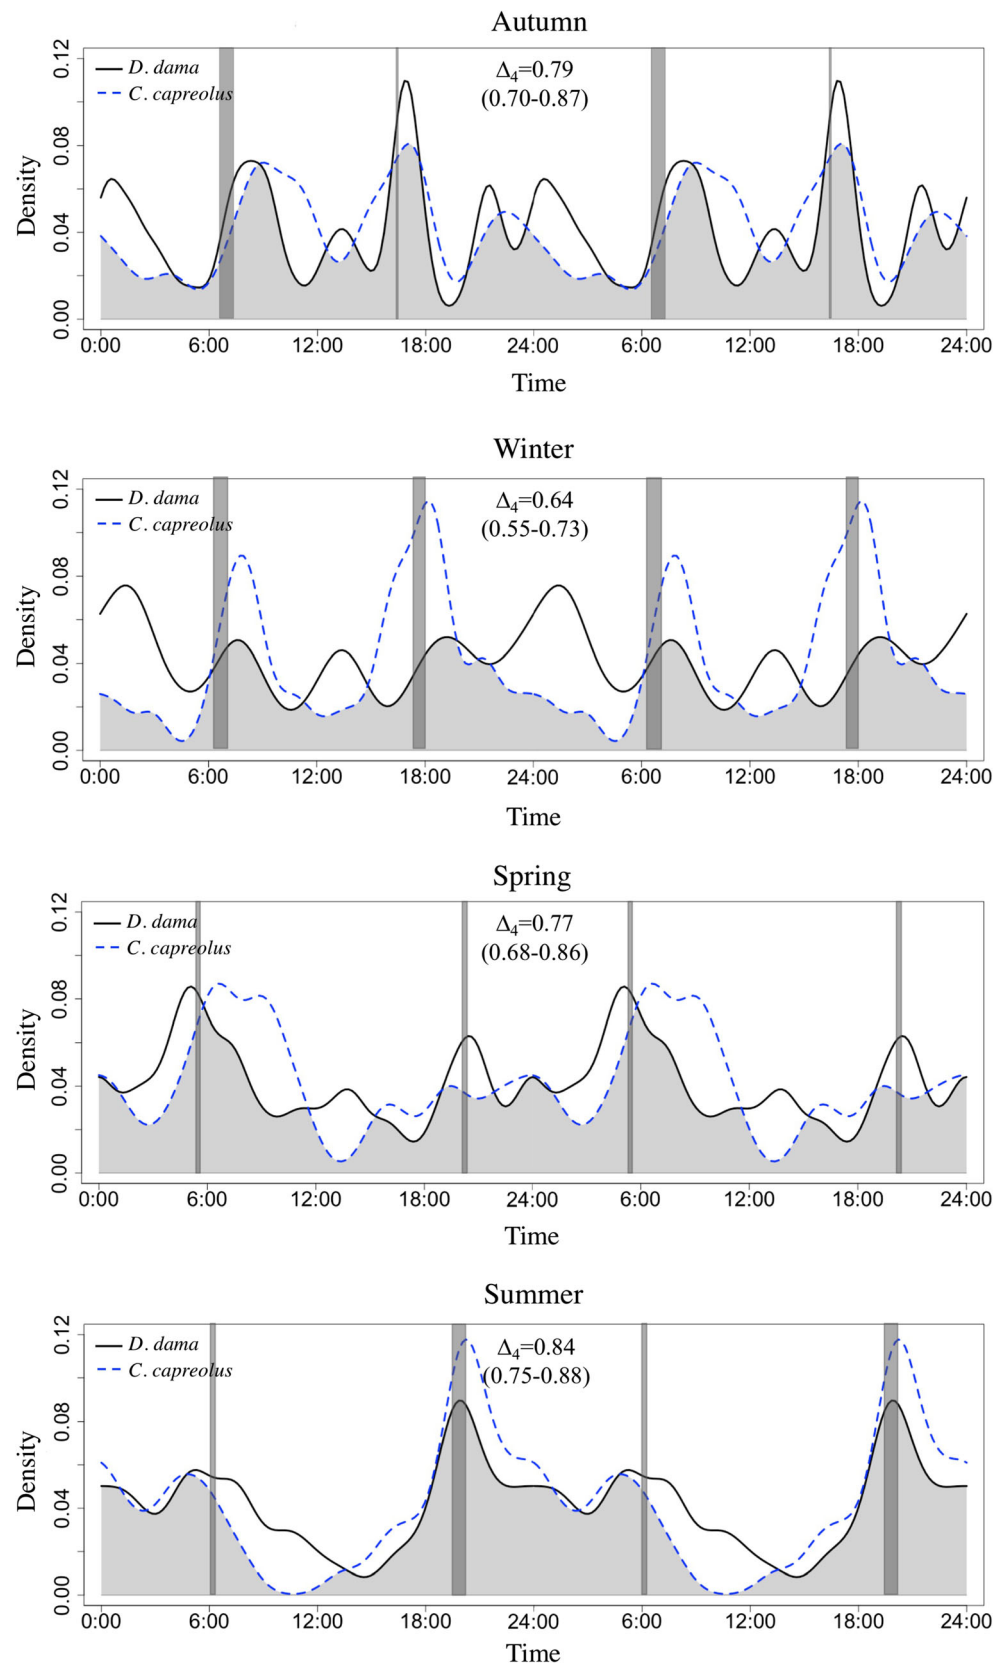 Autumn
0.12
0.08
0.04
0.00
Density
D. dama
C. capreolus
Δ4=0.79
(0.70-0.87)
0:00 6:00 12:00 18:00 24:00 6:00 12:00 18:00 24:00
Time
Winter
0.12
0.08
0.04
0.00
Density
D. dama
C. capreolus
Δ4=0.64
(0.55-0.73)
0:00 6:00 12:00 18:00 24:00 6:00 12:00 18:00 24:00
Time
Spring
0.12
0.08
0.04
0.00
Density
D. dama
C. capreolus
Δ4=0.77
(0.68-0.86)
0:00 6:00 12:00 18:00 24:00 6:00 12:00 18:00 24:00
Time
Summer
0.12
0.08
0.04
0.00
Density
D. dama
C. capreolus
Δ4=0.84
(0.75-0.88)
0:00 6:00 12:00 18:00 24:00 6:00 12:00 18:00 24:00
Time